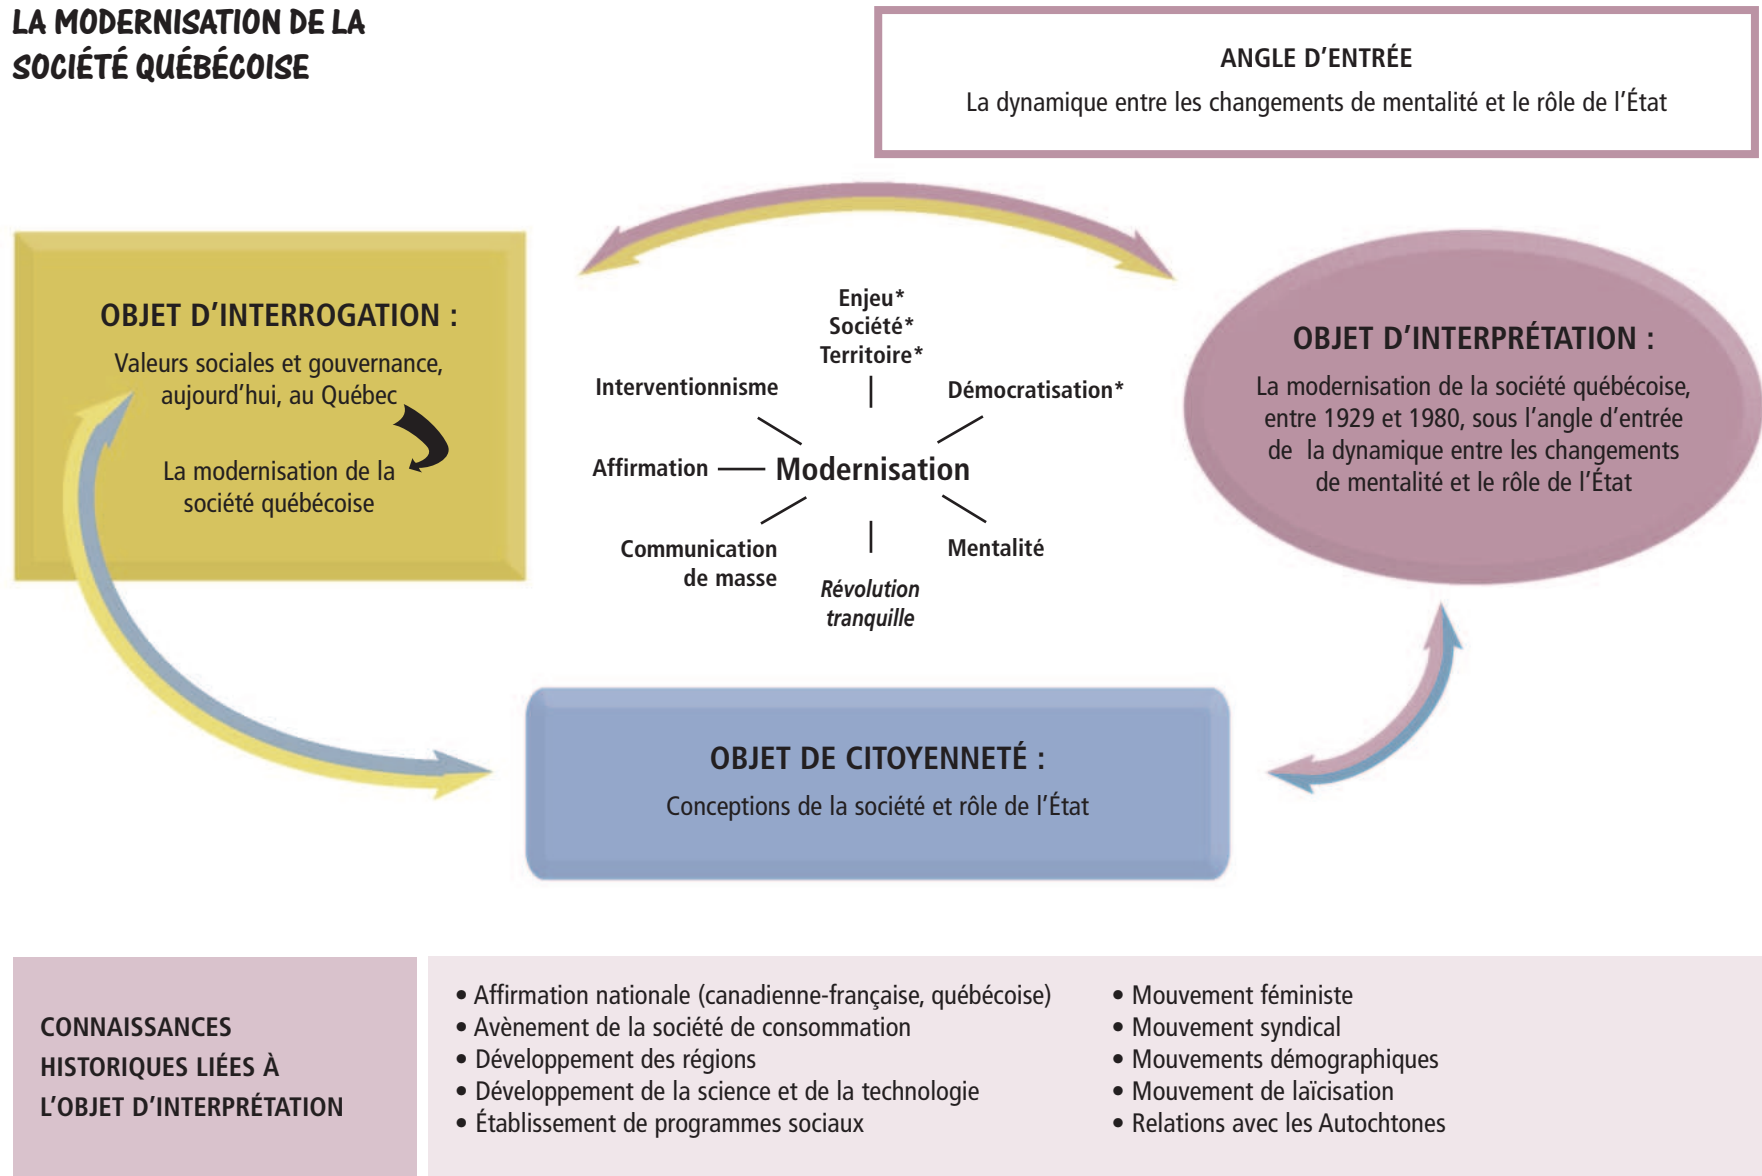 LA MODERNISATION DE LA
SOCIÉTÉ QUÉBÉCOISE
ANGLE D'ENTRÉE
La dynamique entre les changements de mentalité et le rôle de l'État
OBJET D'INTERROGATION :
Valeurs sociales et gouvernance,
aujourd'hui, au Québec
La modernisation de la
société québécoise
Enjeu*
Société*
Territoire*
Interventionnisme
Démocratisation*
Affirmation
Modernisation
Communication
de masse
Mentalité
Révolution
tranquille
OBJET D'INTERPRÉTATION :
La modernisation de la société québécoise,
entre 1929 et 1980, sous l'angle d'entrée
de la dynamique entre les changements
de mentalité et le rôle de l'État
OBJET DE CITOYENNETÉ :
Conceptions de la société et rôle de l'État
CONNAISSANCES
HISTORIQUES LIÉES À
L'OBJET D'INTERPRÉTATION
• Affirmation nationale (canadienne-française, québécoise)
• Avènement de la société de consommation
• Développement des régions
• Développement de la science et de la technologie
• Établissement de programmes sociaux
• Mouvement féministe
• Mouvement syndical
• Mouvements démographiques
• Mouvement de laïcisation
• Relations avec les Autochtones